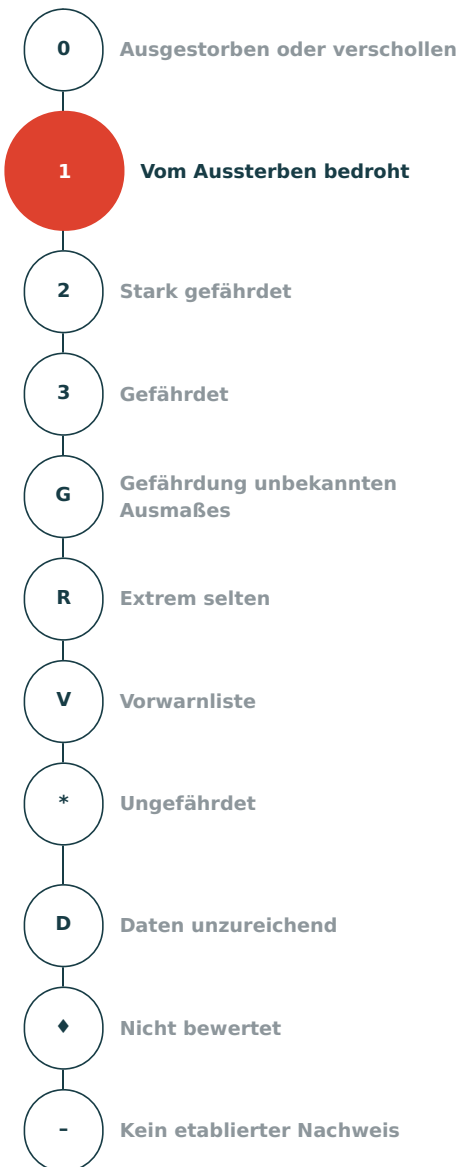 0 Ausgestorben oder verschollen
1 Vom Aussterben bedroht
2 Stark gefährdet
3 Gefährdet
G Gefährdung unbekannten
Ausmaßes
R Extrem selten
V Vorwarnliste
* Ungefährdet
D Daten unzureichend
♦ Nicht bewertet
– Kein etablierter Nachweis